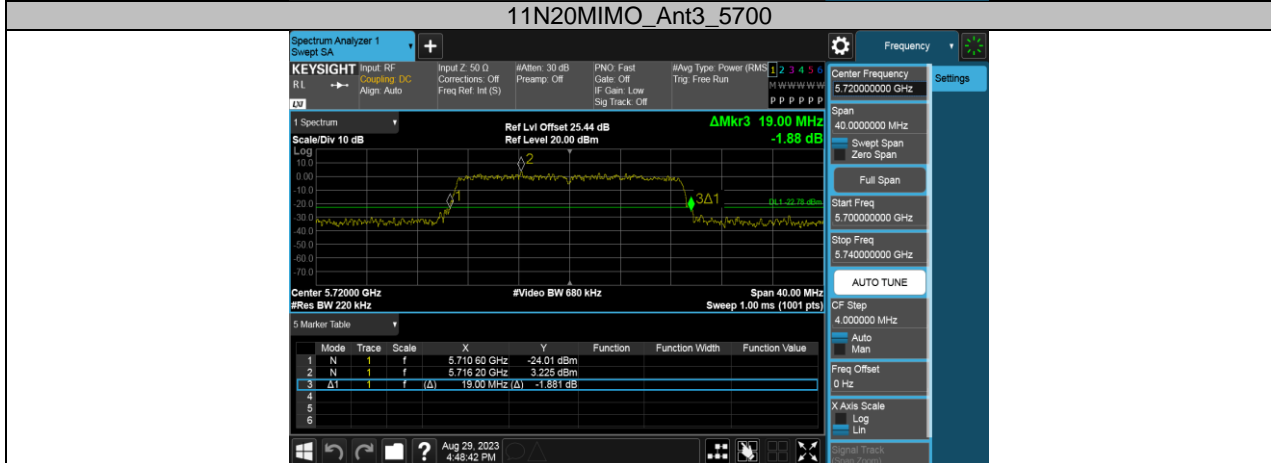 11N20MIMO_Ant3_5700
Spectrum Analyzer 1
Swept SA
+
Frequency
KEYSIGHT Input: RF Input Z: 50 Ω #Atten: 30 dB PNO: Fast #Avg Type: Power (RMS 1 2 3 4 5 6
RL Coupling: DC Corrections: Off Preamp: Off Gate: Off Trig: Free Run M W W W W W
Align: Auto Freq Ref: Int (S) IF Gain: Low
Sig Track: Off P P P P P P
LXI
Center Frequency
5.720000000 GHz
Settings
Span
40.0000000 MHz
Swept Span
Zero Span
Full Span
Start Freq
5.700000000 GHz
Stop Freq
5.740000000 GHz
AUTO TUNE
CF Step
4.000000 MHz
Auto
Man
Freq Offset
0 Hz
X Axis Scale
Log
Lin
Signal Track
(Span Zoom)
1 Spectrum
Ref Lvl Offset 25.44 dB
ΔMkr3 19.00 MHz
Scale/Div 10 dB
Ref Level 20.00 dBm
-1.88 dB
Log
10.0
0.00
-10.0
-20.0
-30.0
-40.0
-50.0
-60.0
-70.0
2
1
3Δ1
DL1 -22.78 dBm
Center 5.72000 GHz #Video BW 680 kHz Span 40.00 MHz
#Res BW 220 kHz Sweep 1.00 ms (1001 pts)
5 Marker Table
Mode Trace Scale X Y Function Function Width Function Value
1 N 1 f 5.710 60 GHz -24.01 dBm
2 N 1 f 5.716 20 GHz 3.225 dBm
3 Δ1 1 f (Δ) 19.00 MHz (Δ) -1.881 dB
4
5
6
?
Aug 29, 2023
4:48:42 PM